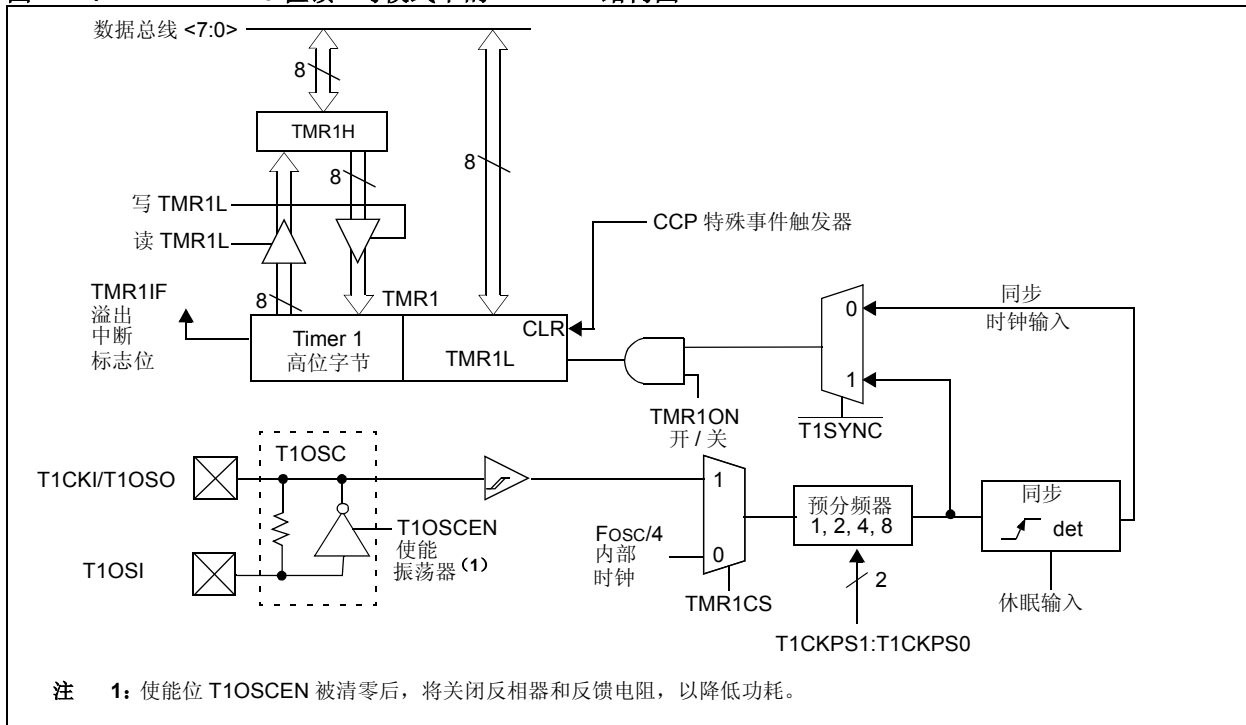 数据总线 <7:0>
8
TMR1H
8
8
写 TMR1L
读 TMR1L
CCP 特殊事件触发器
TMR1IF
溢出
中断
标志位
8
TMR1
Timer 1
高位字节
TMR1L
CLR
0
1
同步
时钟输入
TMR1ON
开 / 关
T1SYNC
T1OSC
T1CKI/T1OSO
T1OSI
T1OSCEN
使能
振荡器 (1)
FOSC/4
内部
时钟
1
0
TMR1CS
预分频器
1, 2, 4, 8
2
T1CKPS1:T1CKPS0
同步
det
休眠输入
注 1: 使能位 T1OSCEN 被清零后，将关闭反相器和反馈电阻，以降低功耗。